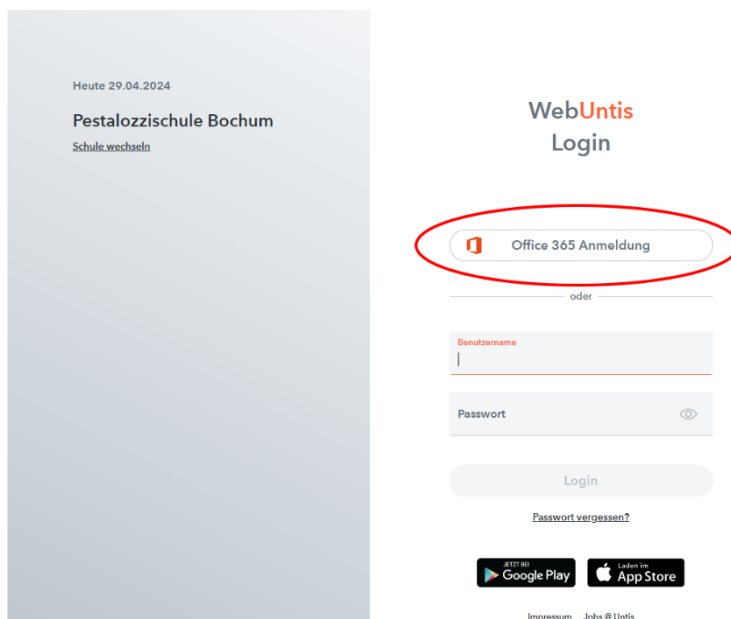 Heute 29.04.2024
Pestalozzischule Bochum
Schule wechseln
WebUntis
Login
Office 365 Anmeldung
oder
Benutzername
Passwort
Login
Passwort vergessen?
JETZT BEI
Google Play
Laden im
App Store
Impressum Jobs @ Untis